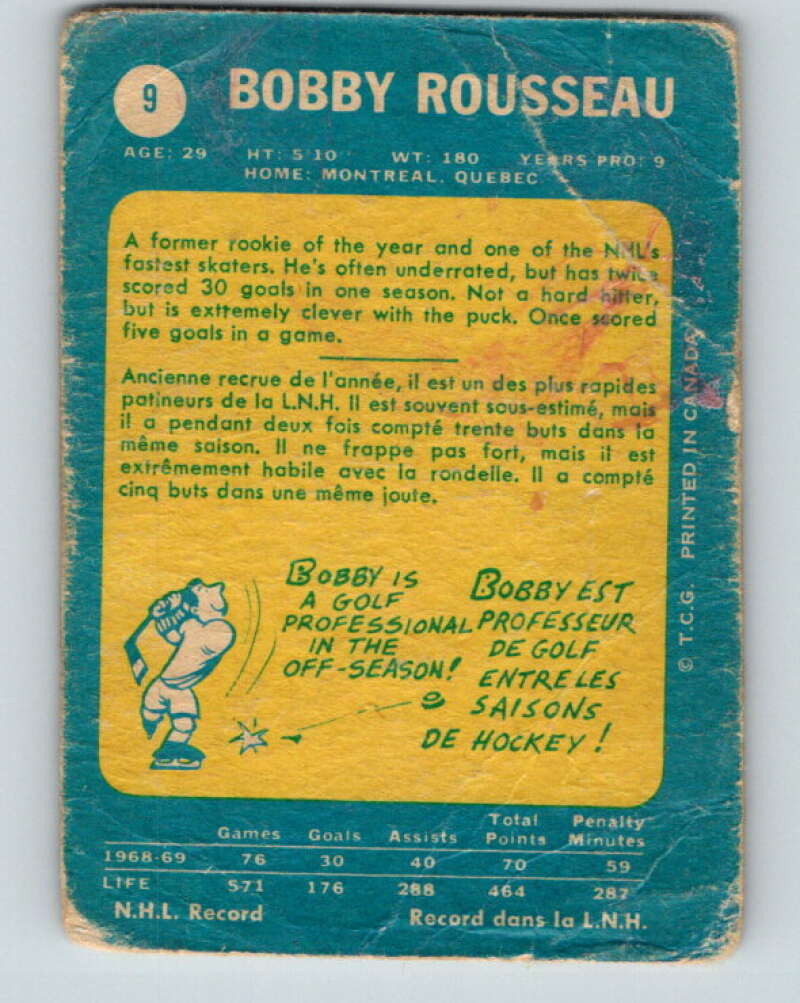 9
BOBBY ROUSSEAU
AGE: 29 HT: 5'10" WT: 180 YEARS PRO: 9
HOME: MONTREAL, QUEBEC
A former rookie of the year and one of the NHL's
fastest skaters. He's often underrated, but has twice
scored 30 goals in one season. Not a hard hitter,
but is extremely clever with the puck. Once scored
five goals in a game.
Ancienne recrue de l'année, il est un des plus rapides
patineurs de la L.N.H. Il est souvent sous-estimé, mais
il a pendant deux fois compté trente buts dans la
même saison. Il ne frappe pas fort, mais il est
extrêmement habile avec la rondelle. Il a compté
cinq buts dans une même joute.
BOBBY IS
A GOLF
PROFESSIONAL
IN THE
OFF-SEASON!
BOBBY EST
PROFESSEUR
DE GOLF
ENTRE LES
SAISONS
DE HOCKEY!
© T.C.G. PRINTED IN CANADA
Games Goals Assists Total Points Penalty Minutes
1968-69 76 30 40 70 59
LIFE 571 176 288 464 287
N.H.L. Record Record dans la L.N.H.